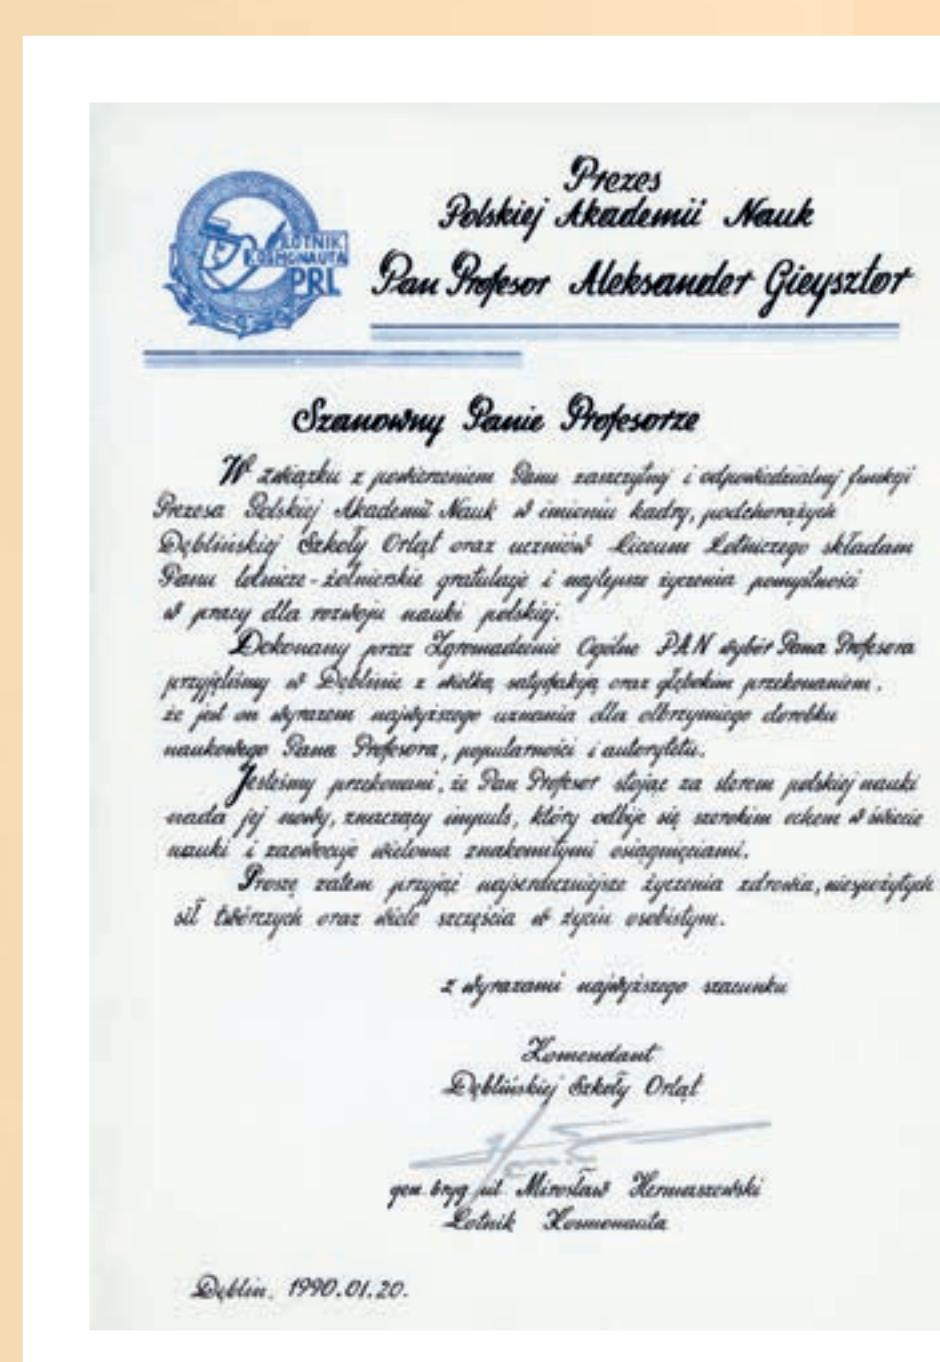 Prezes
Polskiej Akademii Nauk
Pan Profesor Aleksander Gieysztor
LOTNIK
KOSMONAUTA
PRL
Szanowny Panie Profesorze
W związku z powierzeniem Panu zaszczytnej i odpowiedzialnej funkcji
Prezesa Polskiej Akademii Nauk w imieniu kadry, podchorążych
Dęblińskiej Szkoły Orląt oraz uczniów Liceum Lotniczego składam
Panu lotnicze-żołnierskie gratulacje i najlepsze życzenia pomyślności
w pracy dla rozwoju nauki polskiej.
Dokonany przez Zgromadzenie Ogólne PAN wybór Pana Profesora
przyjęliśmy w Dęblinie z wielką satysfakcją oraz głębokim przekonaniem,
że jest on wyrazem najwyższego uznania dla olbrzymiego dorobku
naukowego Pana Profesora, popularności i autorytetu.
Jesteśmy przekonani, że Pan Profesor stojąc za sterem polskiej nauki
nada jej nowy, znaczący impuls, który odbije się szerokim echem w świecie
nauki i zaowocuje wieloma znakomitymi osiągnięciami.
Proszę zatem przyjąć najserdeczniejsze życzenia zdrowia, niespożytych
sił twórczych oraz wiele szczęścia w życiu osobistym.
z wyrazami najwyższego szacunku
Komendant
Dęblińskiej Szkoły Orląt
gen. bryg. pil. Mirosław Hermaszewski
Lotnik Kosmonauta
Dęblin, 1990.01.20.